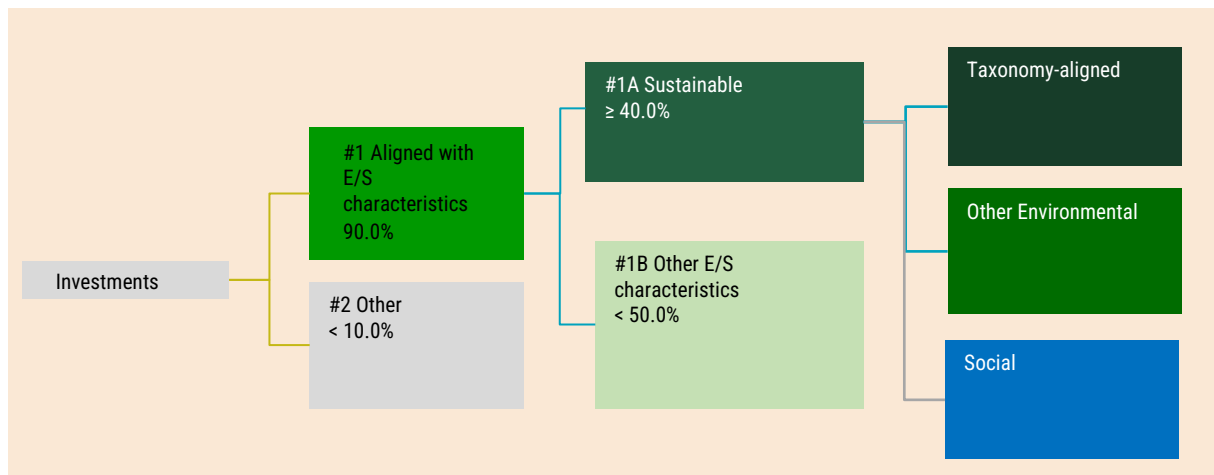 Investments
#1 Aligned with
E/S
characteristics
90.0%
#2 Other
< 10.0%
#1A Sustainable
≥ 40.0%
#1B Other E/S
characteristics
< 50.0%
Taxonomy-aligned
Other Environmental
Social